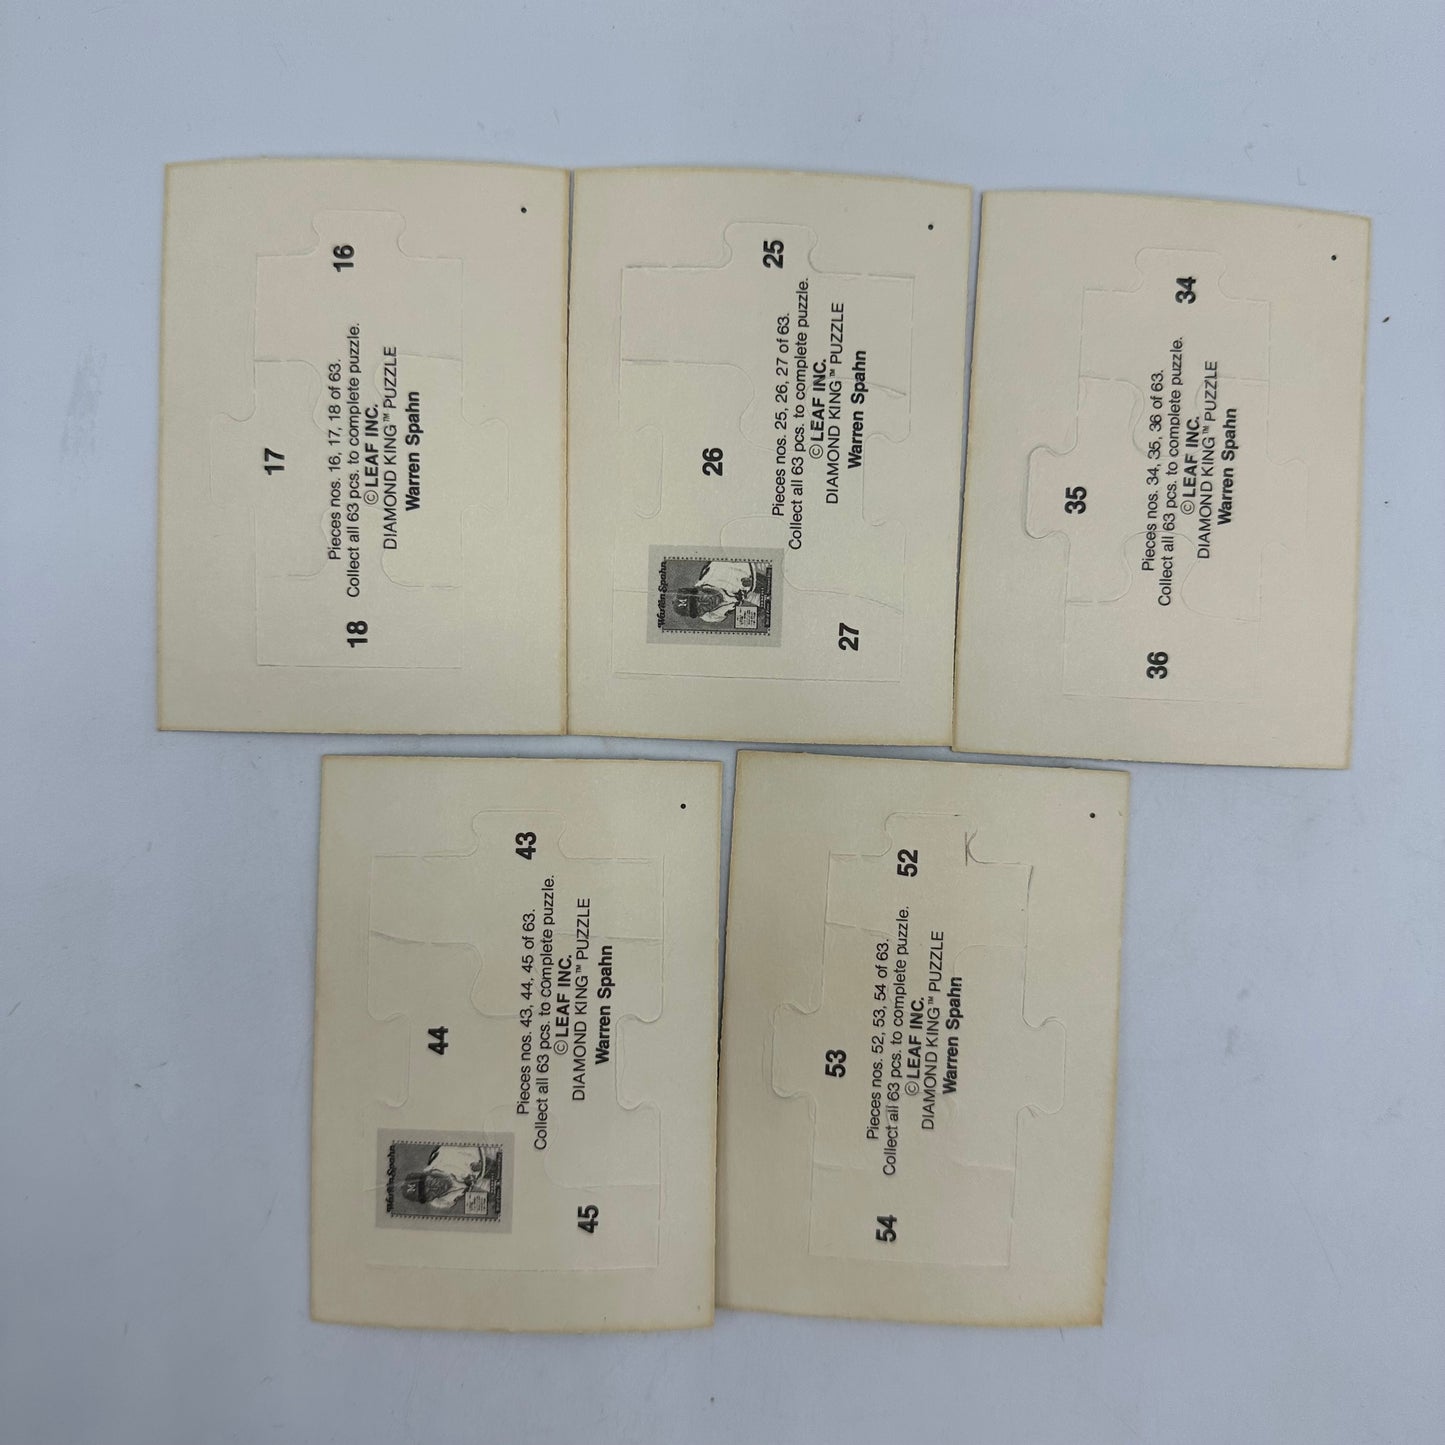 16
17
18
Pieces nos. 16, 17, 18 of 63.
Collect all 63 pcs. to complete puzzle.
©LEAF INC.
DIAMOND KING™ PUZZLE
Warren Spahn
25
26
27
Warren Spahn
M
Pieces nos. 25, 26, 27 of 63.
Collect all 63 pcs. to complete puzzle.
©LEAF INC.
DIAMOND KING™ PUZZLE
Warren Spahn
34
35
36
Pieces nos. 34, 35, 36 of 63.
Collect all 63 pcs. to complete puzzle.
©LEAF INC.
DIAMOND KING™ PUZZLE
Warren Spahn
43
44
45
Warren Spahn
M
Pieces nos. 43, 44, 45 of 63.
Collect all 63 pcs. to complete puzzle.
©LEAF INC.
DIAMOND KING™ PUZZLE
Warren Spahn
52
53
54
Pieces nos. 52, 53, 54 of 63.
Collect all 63 pcs. to complete puzzle.
©LEAF INC.
DIAMOND KING™ PUZZLE
Warren Spahn